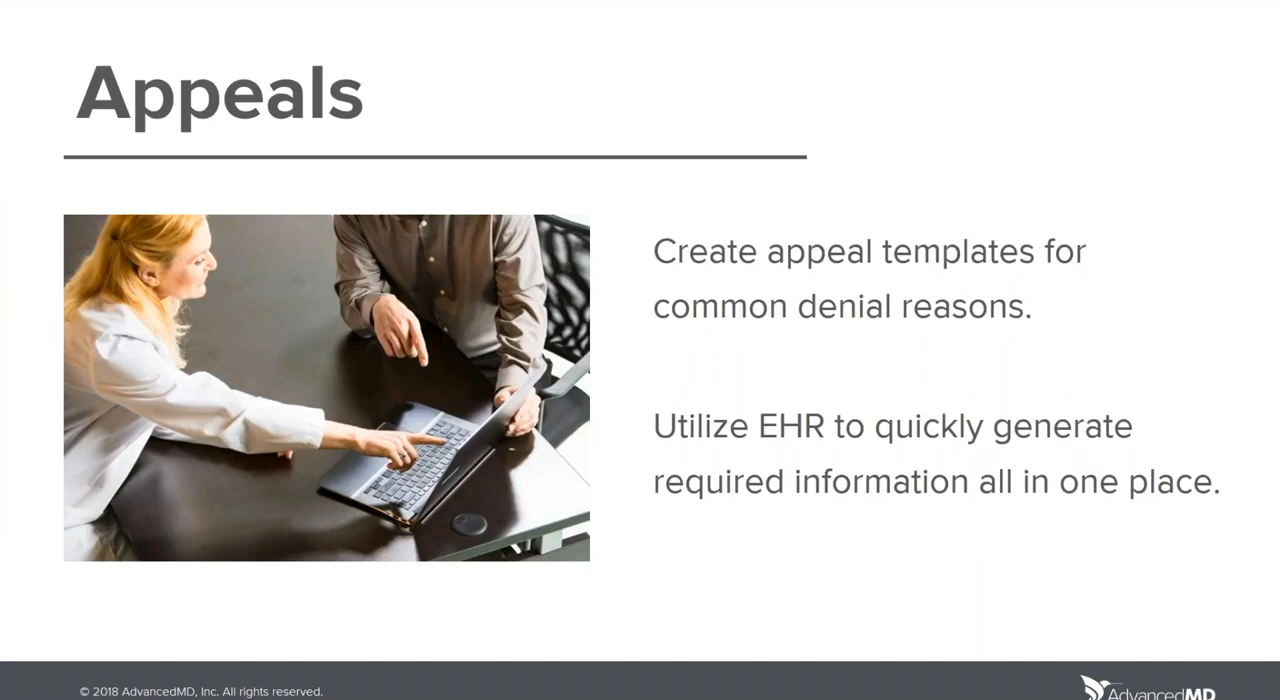 Appeals
Create appeal templates for
common denial reasons.
Utilize EHR to quickly generate
required information all in one place.
© 2018 AdvancedMD, Inc. All rights reserved.
AdvancedMD